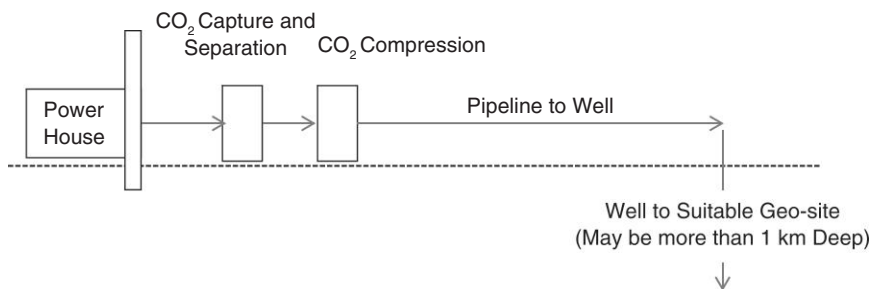 CO2 Capture and
Separation
CO2 Compression
Power
House
Pipeline to Well
Well to Suitable Geo-site
(May be more than 1 km Deep)